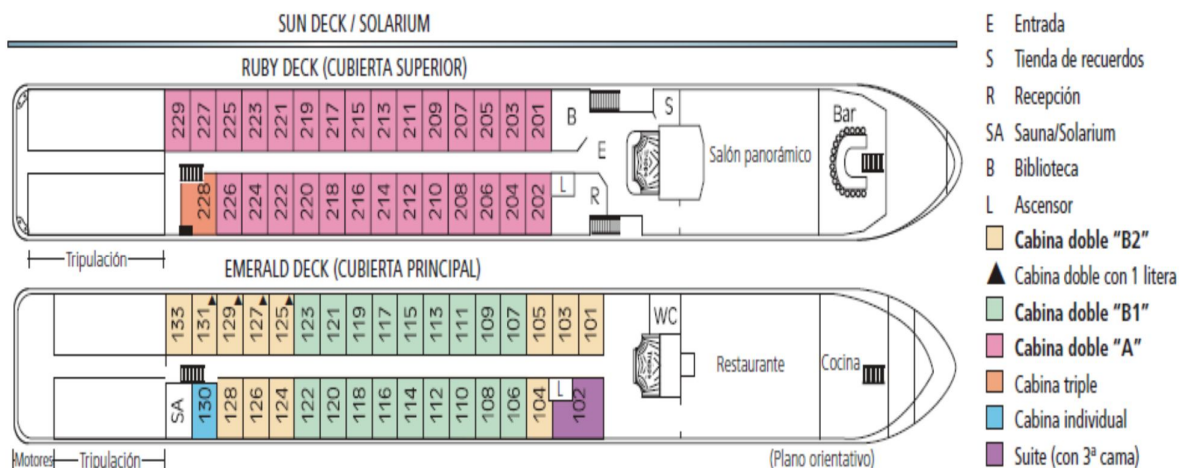 SUN DECK / SOLARIUM
RUBY DECK (CUBIERTA SUPERIOR)
229 227 225 223 221 219 217 215 213 211 209 207 205 203 201 B S
E Salón panorámico Bar
228 226 224 222 220 218 216 214 212 210 208 206 204 202 L R
Tripulación
EMERALD DECK (CUBIERTA PRINCIPAL)
133 131 129 127 125 123 121 119 117 115 113 111 109 107 105 103 101 WC
Restaurante Cocina
SA 130 128 126 124 122 120 118 116 114 112 110 108 106 104 L 102
Motores Tripulación (Plano orientativo)
E Entrada
S Tienda de recuerdos
R Recepción
SA Sauna/Solarium
B Biblioteca
L Ascensor
Cabina doble "B2"
▲ Cabina doble con 1 litera
Cabina doble "B1"
Cabina doble "A"
Cabina triple
Cabina individual
Suite (con 3ª cama)